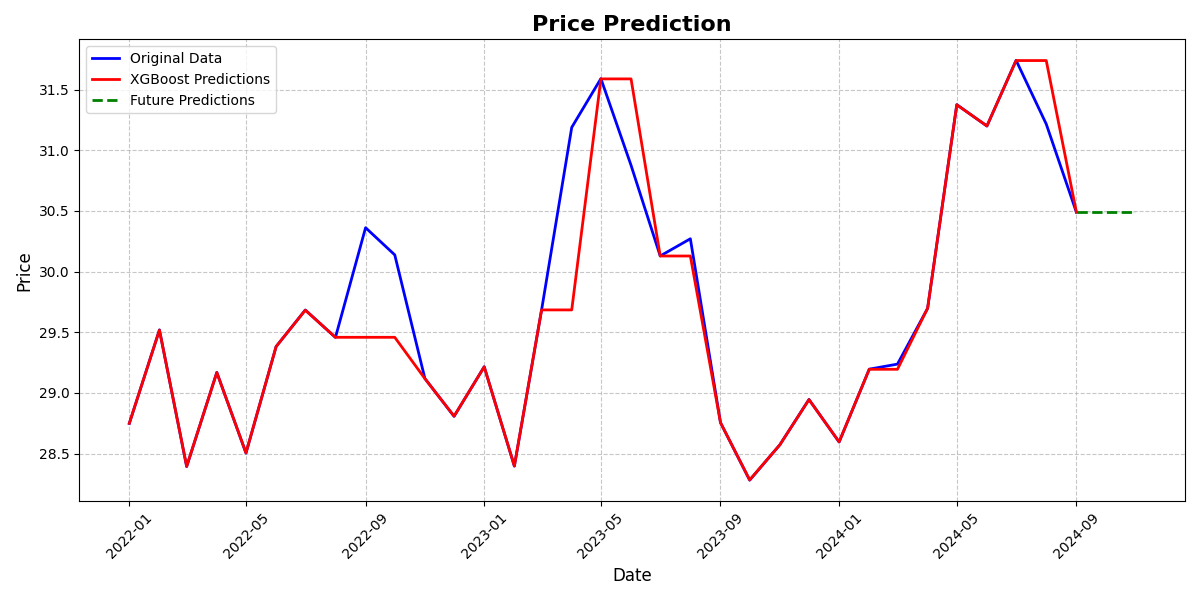 Price Prediction
Original Data
XGBoost Predictions
Future Predictions
Price
31.5
31.0
30.5
30.0
29.5
29.0
28.5
2022-01
2022-05
2022-09
2023-01
2023-05
2023-09
2024-01
2024-05
2024-09
Date